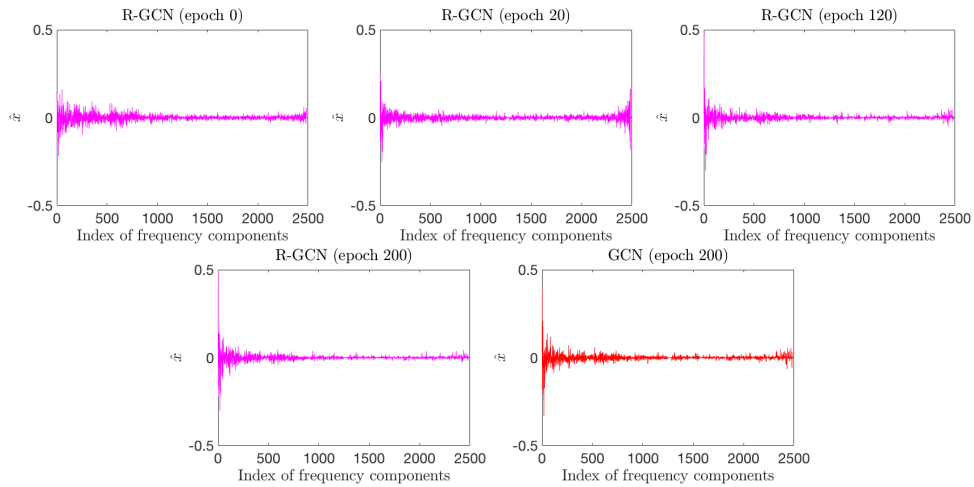 R-GCN (epoch 0)
0.5
0
-0.5
x̂
0 500 1000 1500 2000 2500
Index of frequency components
R-GCN (epoch 20)
0.5
0
-0.5
x̂
0 500 1000 1500 2000 2500
Index of frequency components
R-GCN (epoch 120)
0.5
0
-0.5
x̂
0 500 1000 1500 2000 2500
Index of frequency components
R-GCN (epoch 200)
0.5
0
-0.5
x̂
0 500 1000 1500 2000 2500
Index of frequency components
GCN (epoch 200)
0.5
0
-0.5
x̂
0 500 1000 1500 2000 2500
Index of frequency components